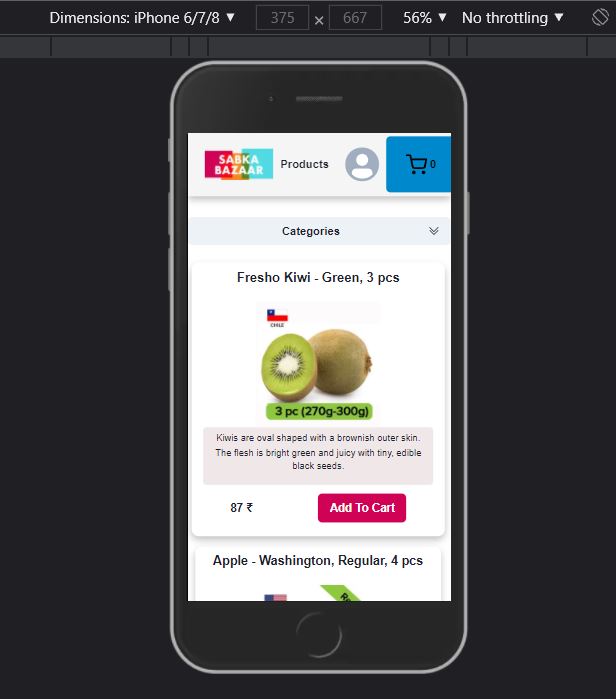 Dimensions: iPhone 6/7/8 ▼ 375 × 667 56% ▼ No throttling ▼
SABKA
BAZAAR
Products
0
Categories
Fresho Kiwi - Green, 3 pcs
CHILE
3 pc (270g-300g)
Kiwis are oval shaped with a brownish outer skin.
The flesh is bright green and juicy with tiny, edible
black seeds.
87 ₹
Add To Cart
Apple - Washington, Regular, 4 pcs